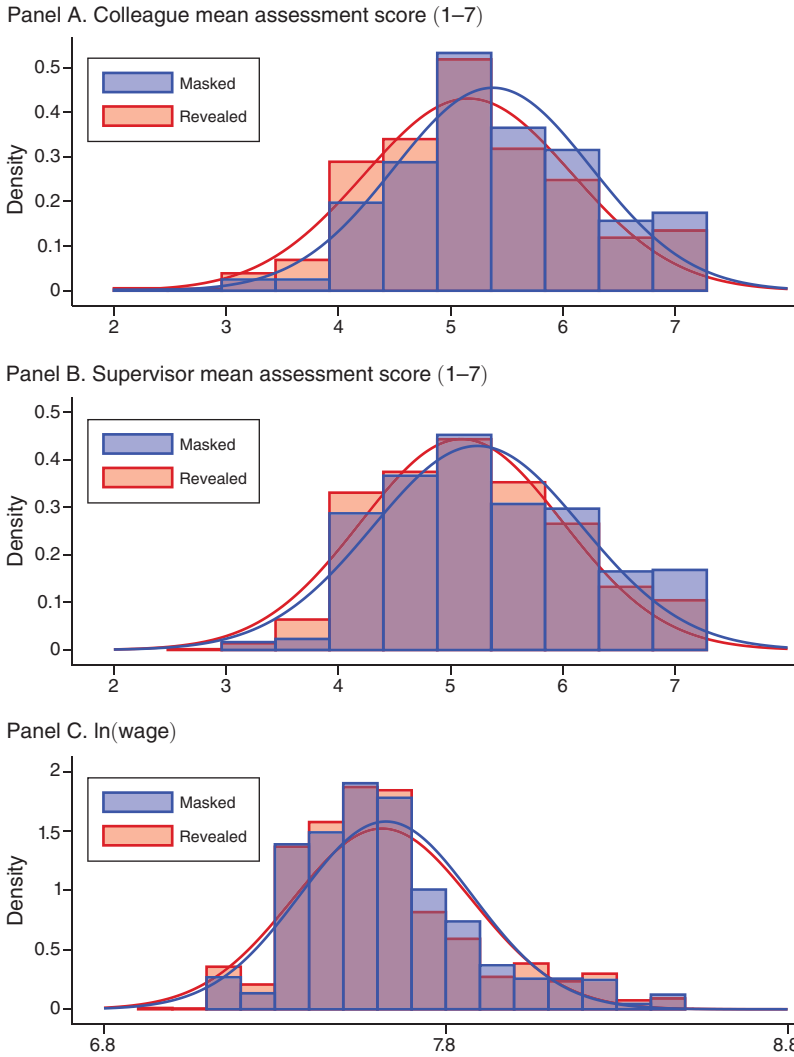 Panel A. Colleague mean assessment score (1–7)
Density
0.5
0.4
0.3
0.2
0.1
0
Masked
Revealed
2 3 4 5 6 7
Panel B. Supervisor mean assessment score (1–7)
Density
0.5
0.4
0.3
0.2
0.1
0
Masked
Revealed
2 3 4 5 6 7
Panel C. ln(wage)
Density
2
1.5
1
0.5
0
Masked
Revealed
6.8 7.8 8.8